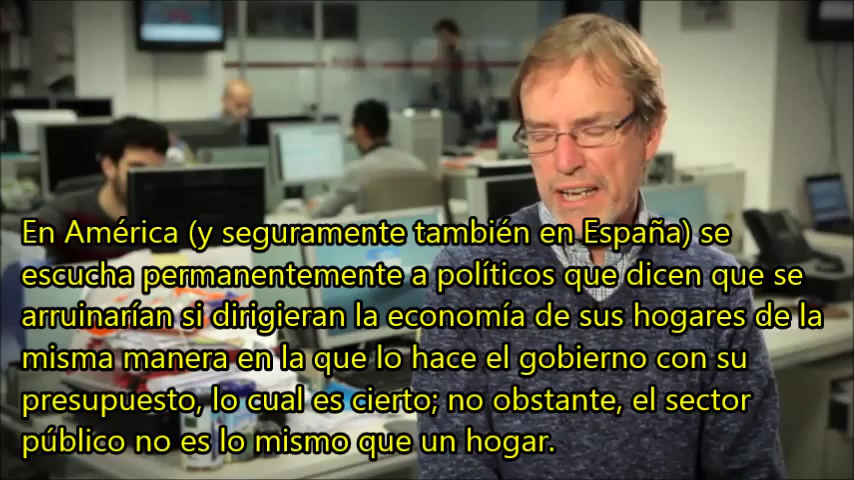 En América (y seguramente también en España) se
escucha permanentemente a políticos que dicen que se
arruinarían si dirigieran la economía de sus hogares de la
misma manera en la que lo hace el gobierno con su
presupuesto, lo cual es cierto; no obstante, el sector
público no es lo mismo que un hogar.